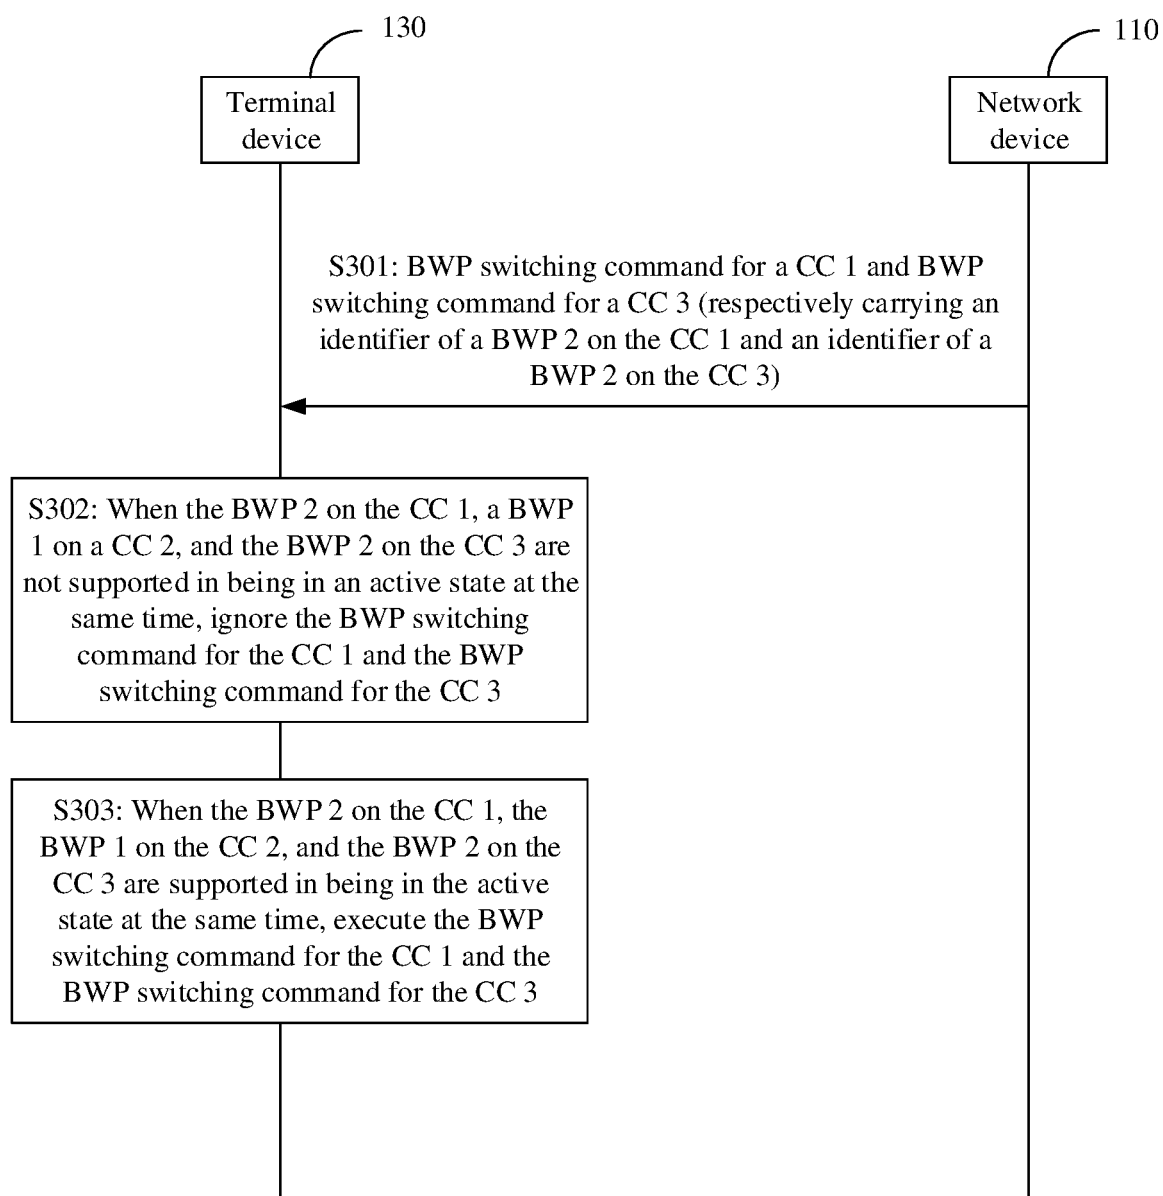 130
110
Terminal
device
Network
device
S301: BWP switching command for a CC 1 and BWP
switching command for a CC 3 (respectively carrying an
identifier of a BWP 2 on the CC 1 and an identifier of a
BWP 2 on the CC 3)
S302: When the BWP 2 on the CC 1, a BWP
1 on a CC 2, and the BWP 2 on the CC 3 are
not supported in being in an active state at the
same time, ignore the BWP switching
command for the CC 1 and the BWP
switching command for the CC 3
S303: When the BWP 2 on the CC 1, the
BWP 1 on the CC 2, and the BWP 2 on the
CC 3 are supported in being in the active
state at the same time, execute the BWP
switching command for the CC 1 and the
BWP switching command for the CC 3